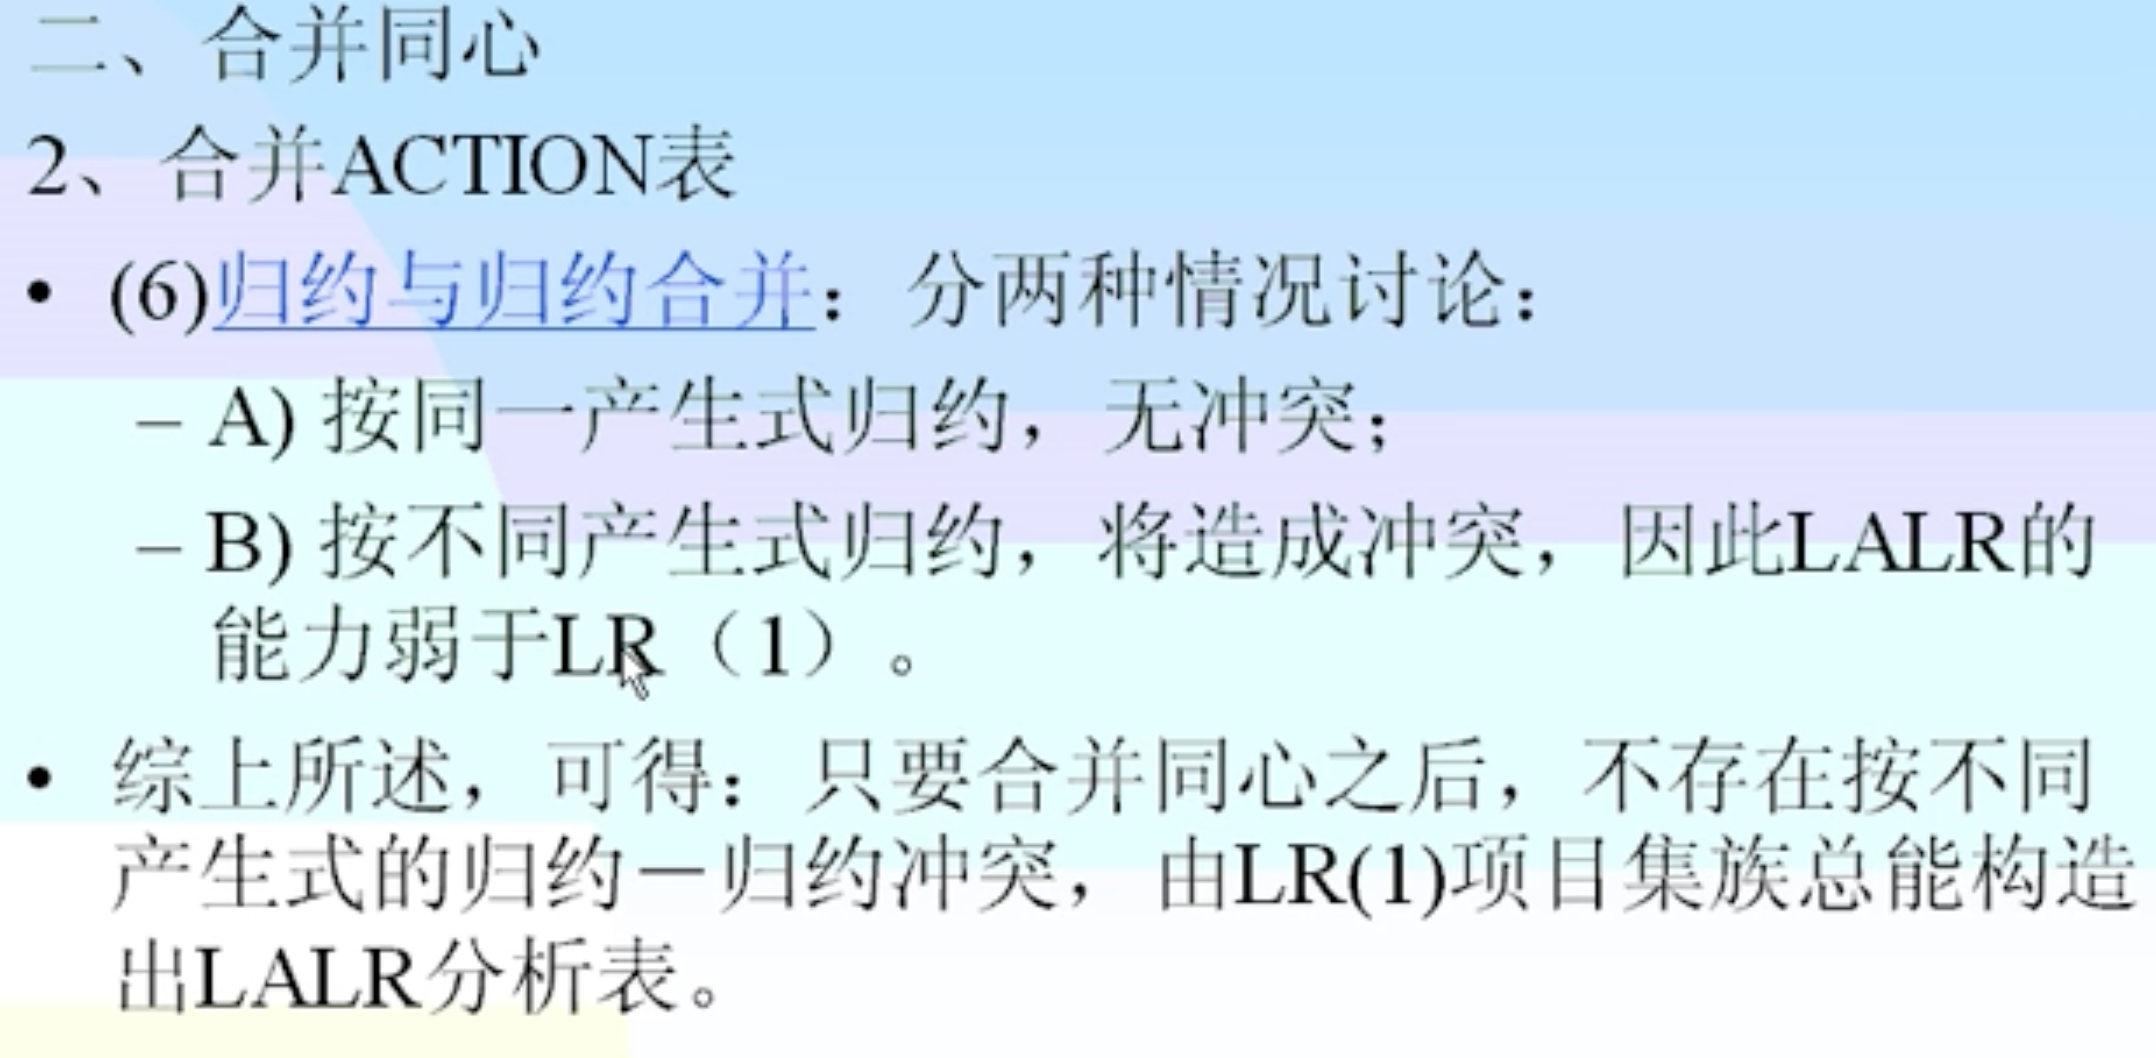 二、合并同心
2、合并ACTION表
• (6)归约与归约合并：分两种情况讨论：
– A) 按同一产生式归约，无冲突；
– B) 按不同产生式归约，将造成冲突，因此LALR的
能力弱于LR（1）。
• 综上所述，可得：只要合并同心之后，不存在按不同
产生式的归约－归约冲突，由LR(1)项目集族总能构造
出LALR分析表。